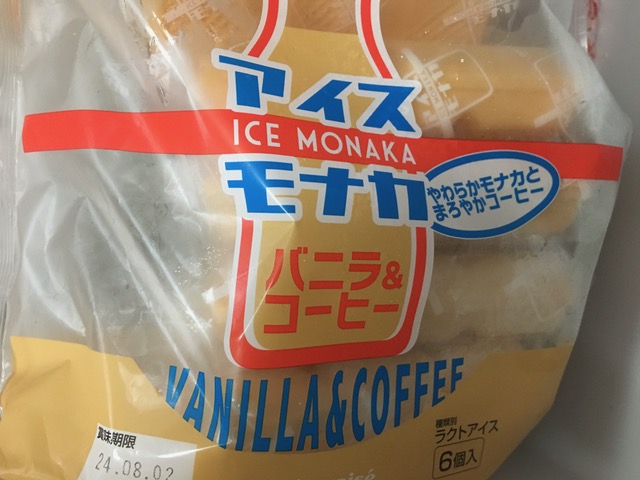 アイス
ICE MONAKA
モナカ
やわらかモナカと
まろやかコーヒー
バニラ&
コーヒー
VANILLA&COFFEE
種類別
ラクトアイス
6個入
賞味期限
24.08.02